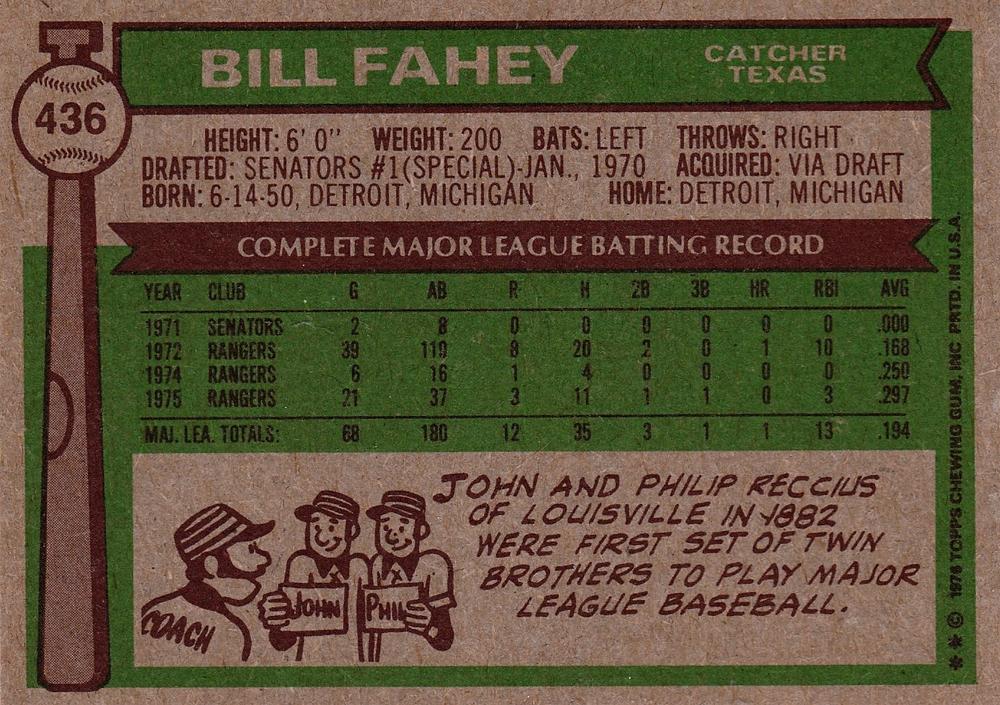 436
BILL FAHEY
CATCHER
TEXAS
HEIGHT: 6' 0" WEIGHT: 200 BATS: LEFT THROWS: RIGHT
DRAFTED: SENATORS #1(SPECIAL)-JAN., 1970 ACQUIRED: VIA DRAFT
BORN: 6-14-50, DETROIT, MICHIGAN HOME: DETROIT, MICHIGAN
COMPLETE MAJOR LEAGUE BATTING RECORD
YEAR CLUB G AB R H 2B 3B HR RBI AVG
1971 SENATORS 2 8 0 0 0 0 0 0 .000
1972 RANGERS 39 119 8 20 2 0 1 10 .168
1974 RANGERS 6 16 1 4 0 0 0 0 .250
1975 RANGERS 21 37 3 11 1 1 0 3 .297
MAJ. LEA. TOTALS: 68 180 12 35 3 1 1 13 .194
JOHN AND PHILIP RECCIUS
OF LOUISVILLE IN 1882
WERE FIRST SET OF TWIN
BROTHERS TO PLAY MAJOR
LEAGUE BASEBALL.
COACH
JOHN
PHIL
** © 1976 TOPPS CHEWING GUM, INC PRTD. IN U.S.A.